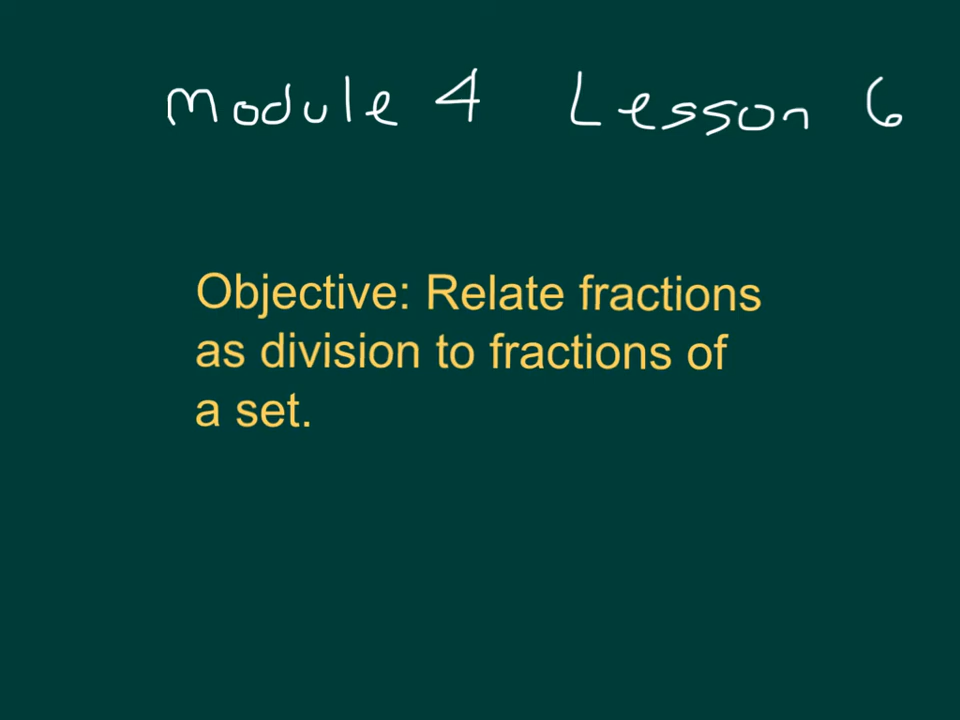 Module 4 Lesson 6
Objective: Relate fractions
as division to fractions of
a set.